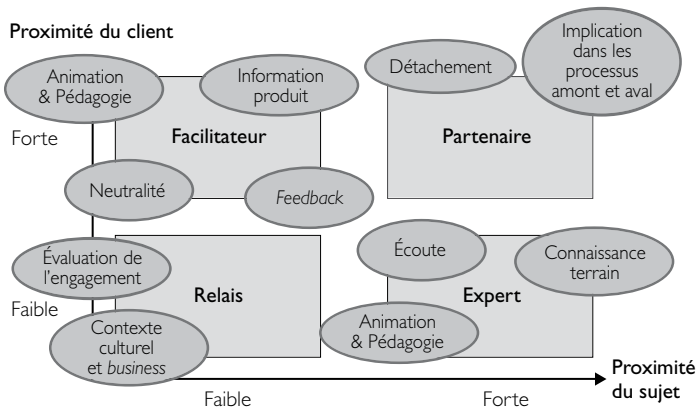 Proximité du client
Animation
& Pédagogie
Information
produit
Détachement
Implication
dans les
processus
amont et aval
Forte
Facilitateur
Partenaire
Neutralité
Feedback
Évaluation de
l'engagement
Écoute
Connaissance
terrain
Faible
Relais
Expert
Contexte
culturel
et business
Animation
& Pédagogie
Proximité
du sujet
Faible
Forte